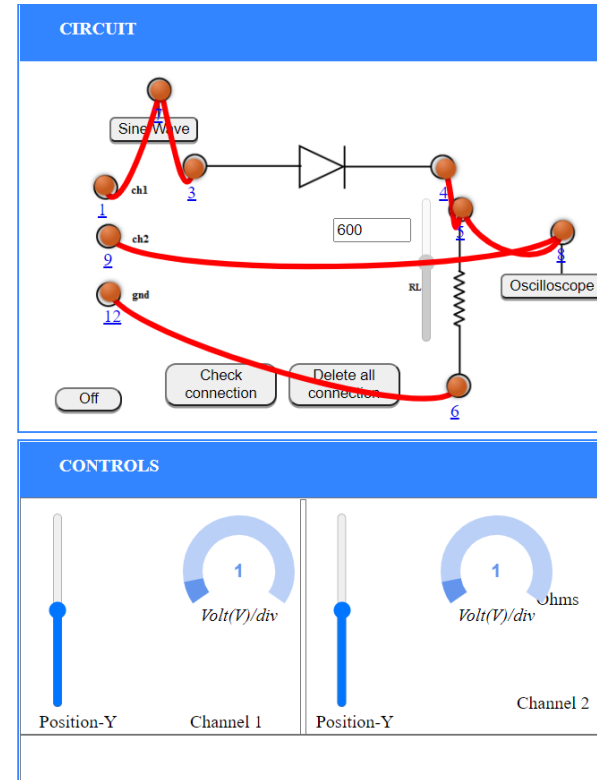 CIRCUIT
Sine Wave
ch1
1
3
4
5
600
ch2
9
8
RL
Oscilloscope
gnd
12
Check
connection
Delete all
connection
Off
6
CONTROLS
1
1
Ohms
Volt(V)/div
Volt(V)/div
Channel 2
Position-Y
Channel 1
Position-Y